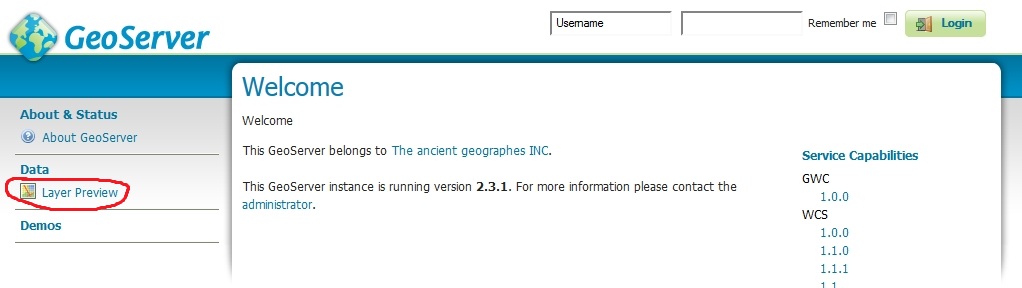 GeoServer
Username
Remember me
Login
About & Status
About GeoServer
Data
Layer Preview
Demos
Welcome
Welcome
This GeoServer belongs to The ancient geographes INC.
This GeoServer instance is running version 2.3.1. For more information please contact the
administrator.
Service Capabilities
GWC
1.0.0
WCS
1.0.0
1.1.0
1.1.1
1.1